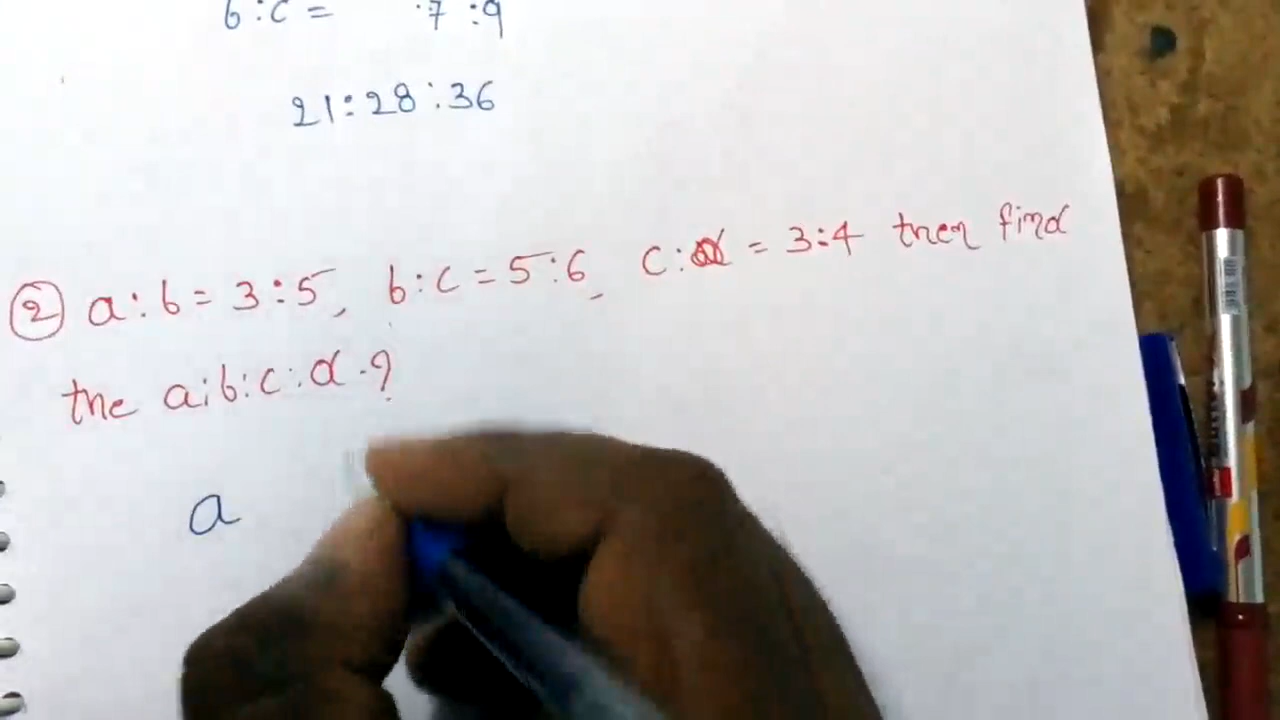 b:c = 7:9
21:28:36
② a:b = 3:5, b:c = 5:6, c:d = 3:4 then find
the a:b:c:d.?
a